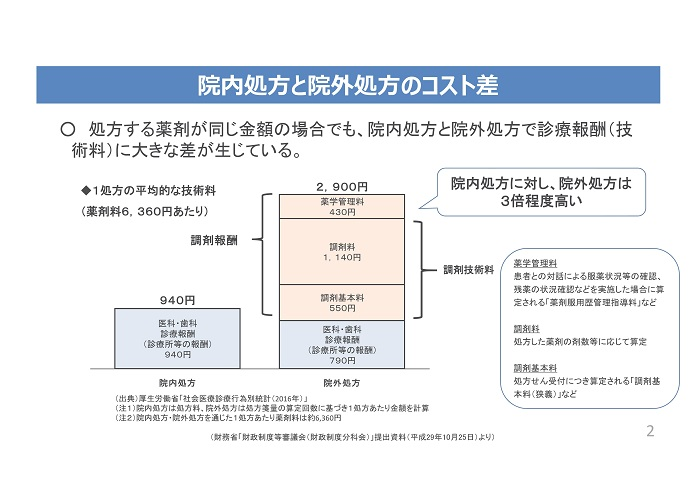 院内処方と院外処方のコスト差
○　処方する薬剤が同じ金額の場合でも、院内処方と院外処方で診療報酬（技
術料）に大きな差が生じている。
◆1処方の平均的な技術料
（薬剤料6，360円あたり）
2，900円
院内処方に対し、院外処方は
3倍程度高い
薬学管理料
430円
調剤報酬
調剤料
1，140円
調剤技術料
調剤基本料
550円
940円
医科・歯科
診療報酬
（診療所等の報酬）
940円
医科・歯科
診療報酬
（診療所等の報酬）
790円
院内処方
院外処方
薬学管理料
患者との対話による服薬状況等の確認、
残薬の状況確認などを実施した場合に算
定される「薬剤服用歴管理指導料」など
調剤料
処方した薬剤の剤数等に応じて算定
調剤基本料
処方せん受付につき算定される「調剤基
本料（狭義）」など
（出典）厚生労働省「社会医療診療行為別統計（2016年）」
（注1）院内処方は処方料、院外処方は処方箋量の算定回数に基づき1処方あたり金額を計算
（注2）院内処方・院外処方を通じた1処方あたり薬剤料は約6,360円
（財務省「財政制度等審議会（財政制度分科会）」提出資料（平成29年10月25日）より）
2